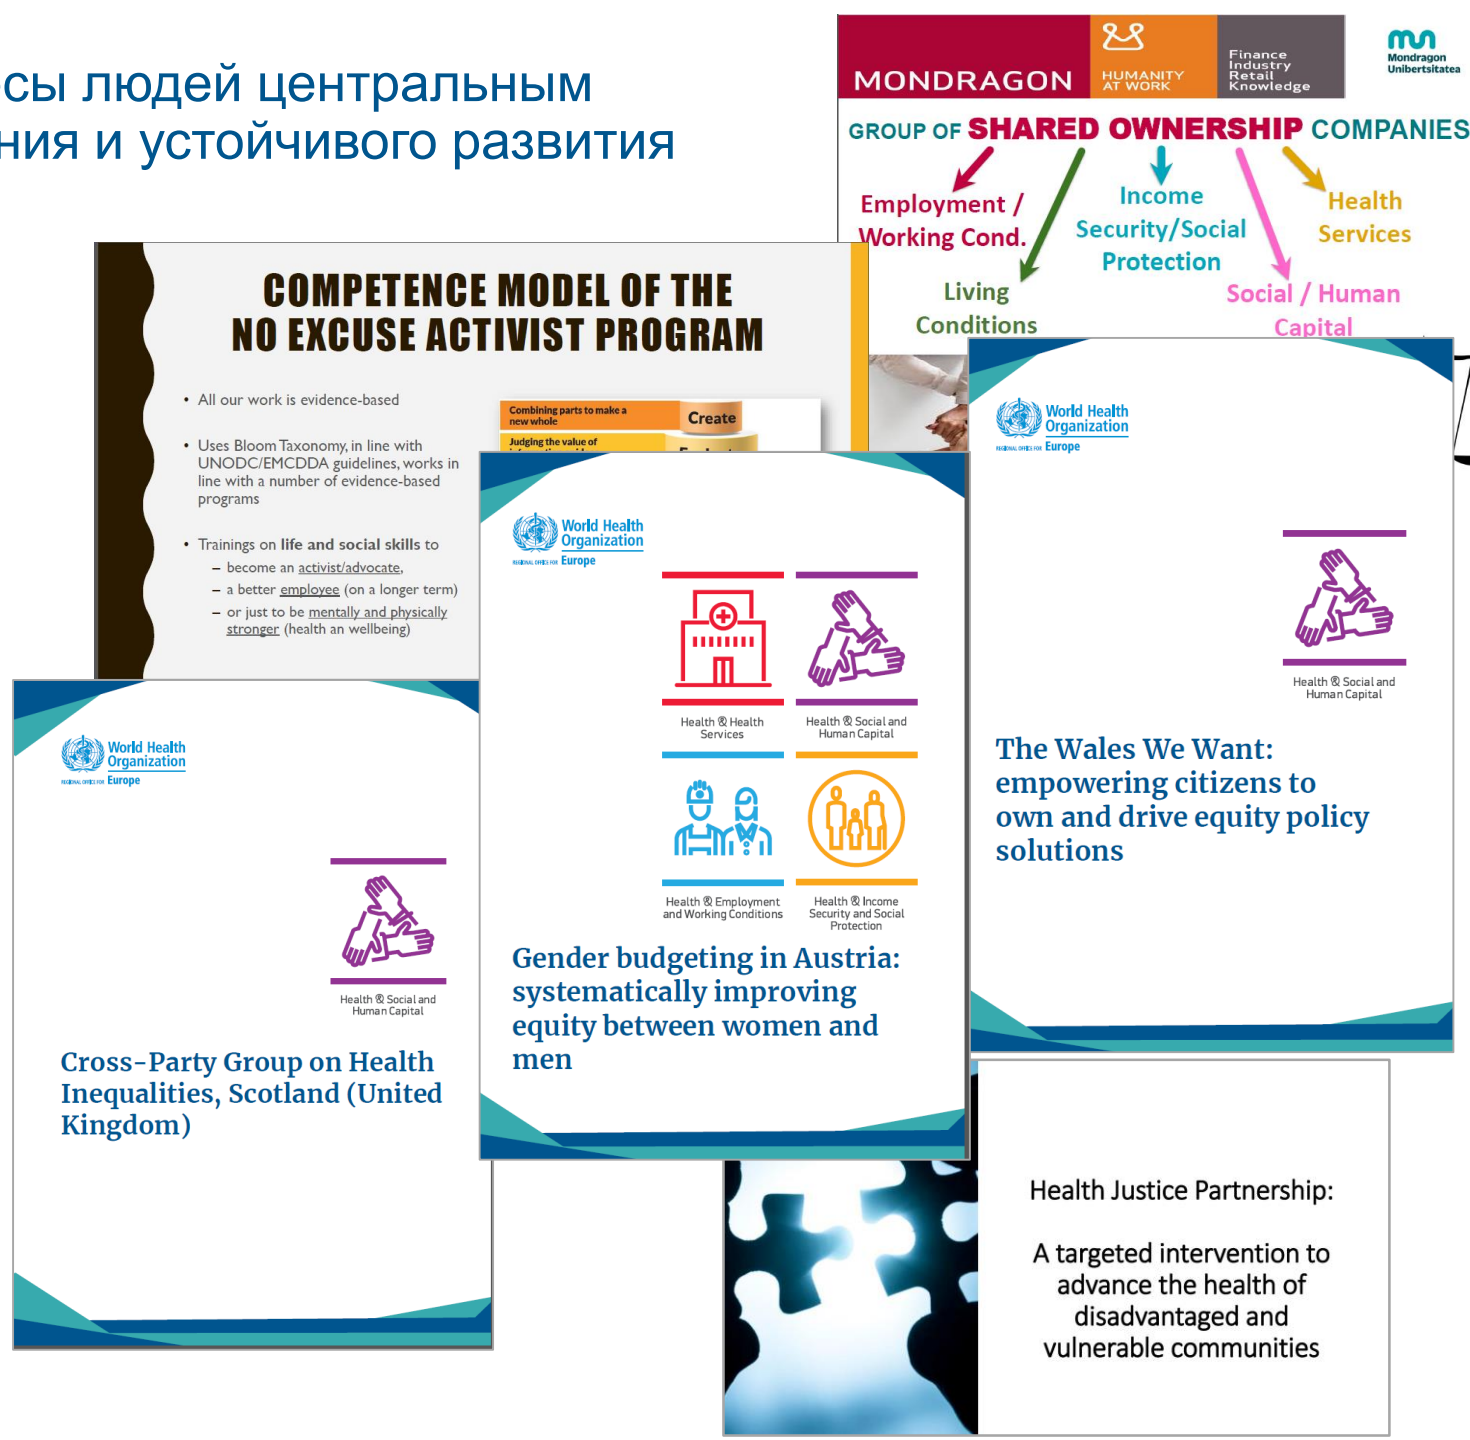 людей центральным
и устойчивого развития
MONDRAGON
HUMANITY
AT WORK
Finance
Industry
Retail
Knowledge
Mondragon
Unibertsitatea
GROUP OF SHARED OWNERSHIP COMPANIES
Employment /
Working Cond.
Income
Security/Social
Protection
Health
Services
Living
Conditions
Social / Human
Capital
COMPETENCE MODEL OF THE
NO EXCUSE ACTIVIST PROGRAM
• All our work is evidence-based
• Uses Bloom Taxonomy, in line with
UNODC/EMCDDA guidelines, works in
line with a number of evidence-based
programs
• Trainings on life and social skills to
– become an activist/advocate,
– a better employee (on a longer term)
– or just to be mentally and physically
stronger (health an wellbeing)
Combining parts to make a
new whole
Create
Judging the value of
World Health
Organization
REGIONAL OFFICE FOR Europe
Health & Social and
Human Capital
The Wales We Want:
empowering citizens to
own and drive equity policy
solutions
World Health
Organization
REGIONAL OFFICE FOR Europe
Health & Health
Services
Health & Social and
Human Capital
Health & Employment
and Working Conditions
Health & Income
Security and Social
Protection
Gender budgeting in Austria:
systematically improving
equity between women and
men
World Health
Organization
REGIONAL OFFICE FOR Europe
Health & Social and
Human Capital
Cross-Party Group on Health
Inequalities, Scotland (United
Kingdom)
Health Justice Partnership:
A targeted intervention to
advance the health of
disadvantaged and
vulnerable communities